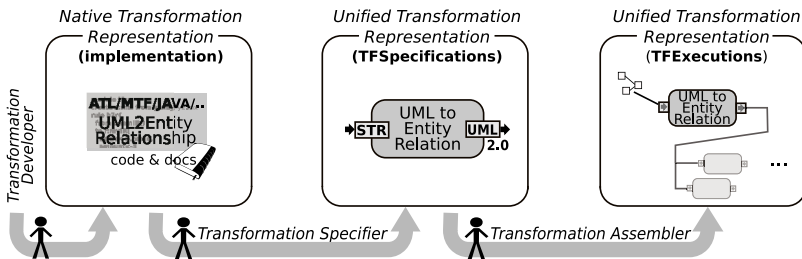 Native Transformation
Representation
(implementation)
Unified Transformation
Representation
(TFSpecifications)
Unified Transformation
Representation
(TFExecutions)
Transformation
Developer
ATL/MTF/JAVA/..
UML2Entity
Relationship
code & docs
STR
UML to
Entity
Relation
UML
2.0
UML to
Entity
Relation
...
Transformation Specifier
Transformation Assembler